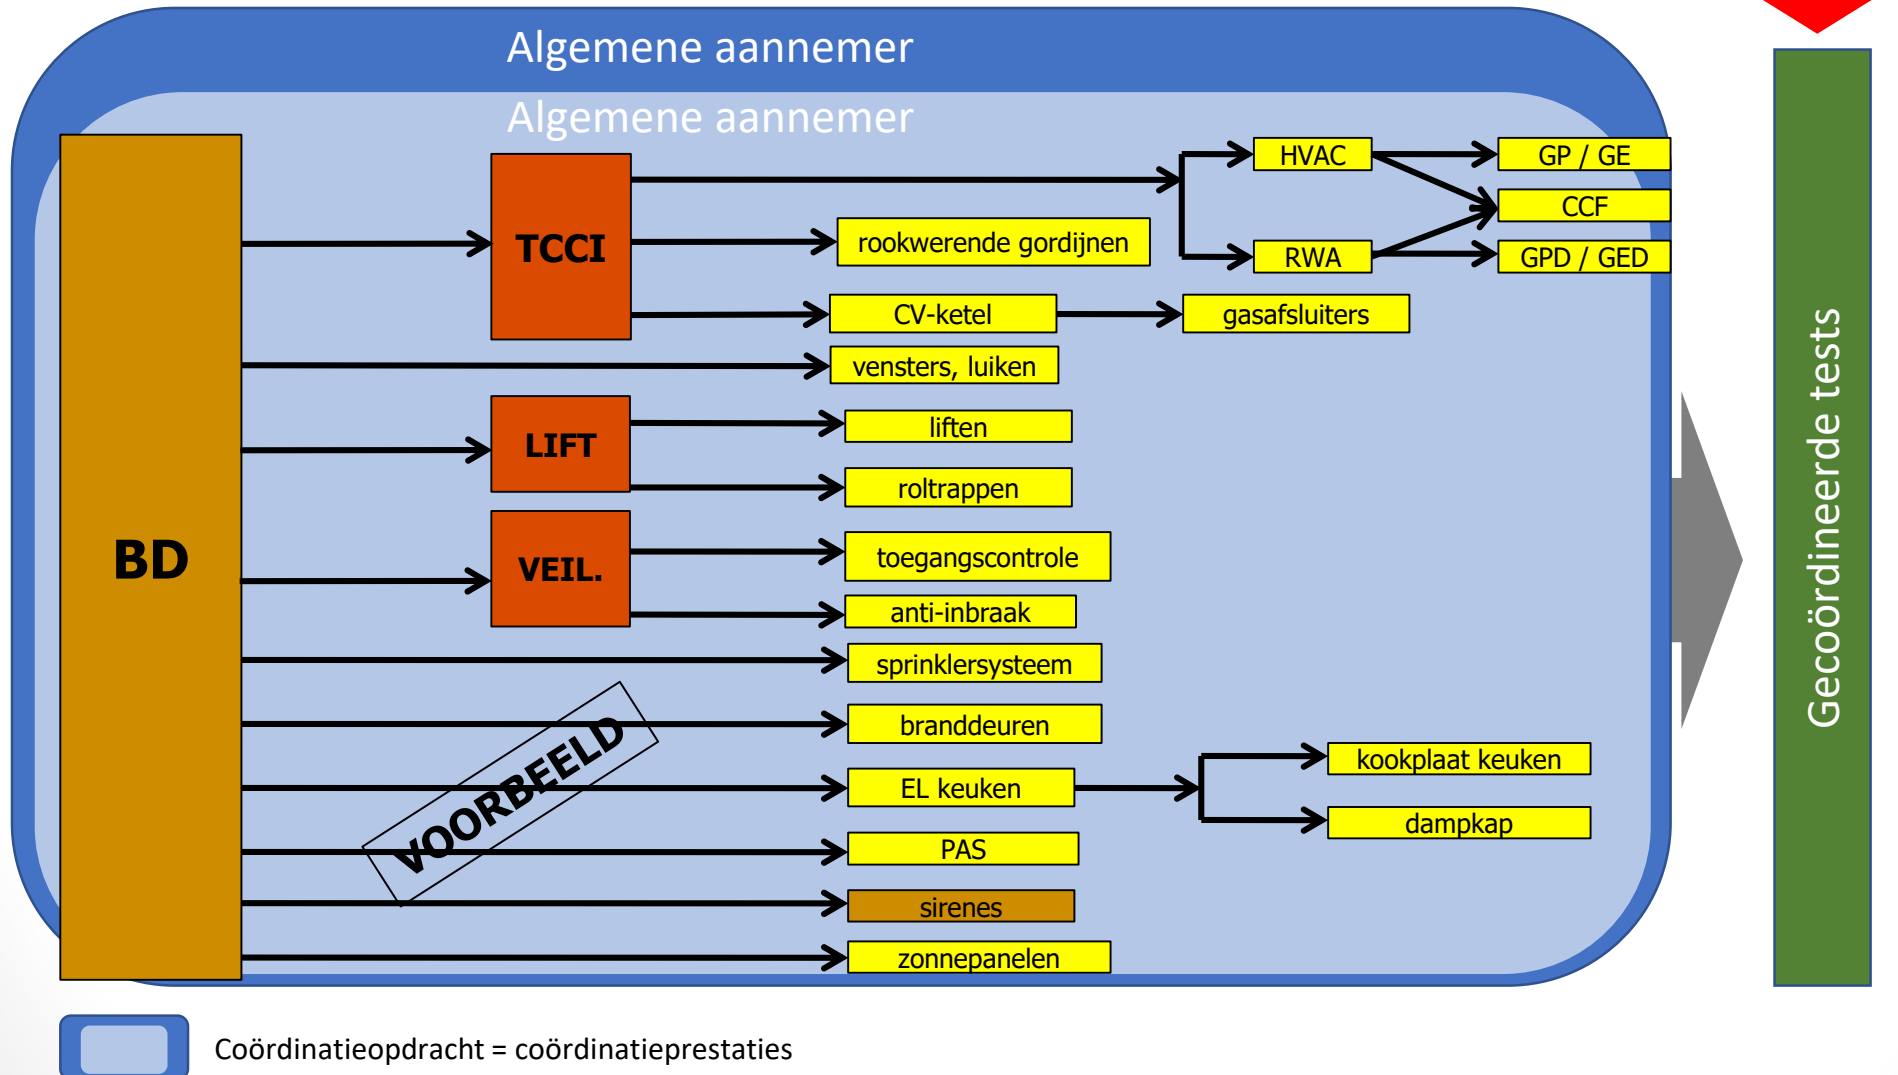 Algemene aannemer
Algemene aannemer
BD
TCCI
HVAC
GP / GE
CCF
rookwerende gordijnen
RWA
GPD / GED
CV-ketel
gasafsluiters
vensters, luiken
LIFT
liften
roltrappen
VEIL.
toegangscontrole
anti-inbraak
sprinklersysteem
branddeuren
EL keuken
kookplaat keuken
dampkap
PAS
sirenes
zonnepanelen
VOORBEELD
Gecoördineerde tests
Coördinatieopdracht = coördinatieprestaties